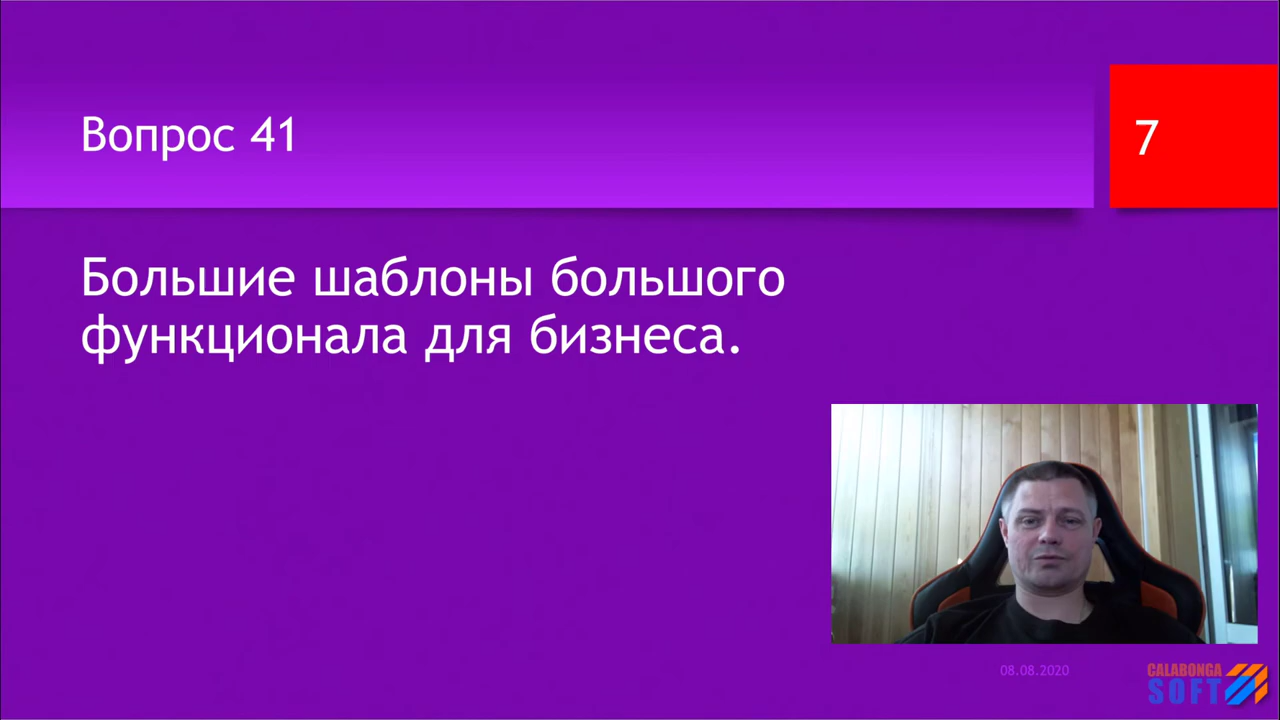 Вопрос 41
7
Большие шаблоны большого
функционала для бизнеса.
08.08.2020
CALABONGA
SOFT